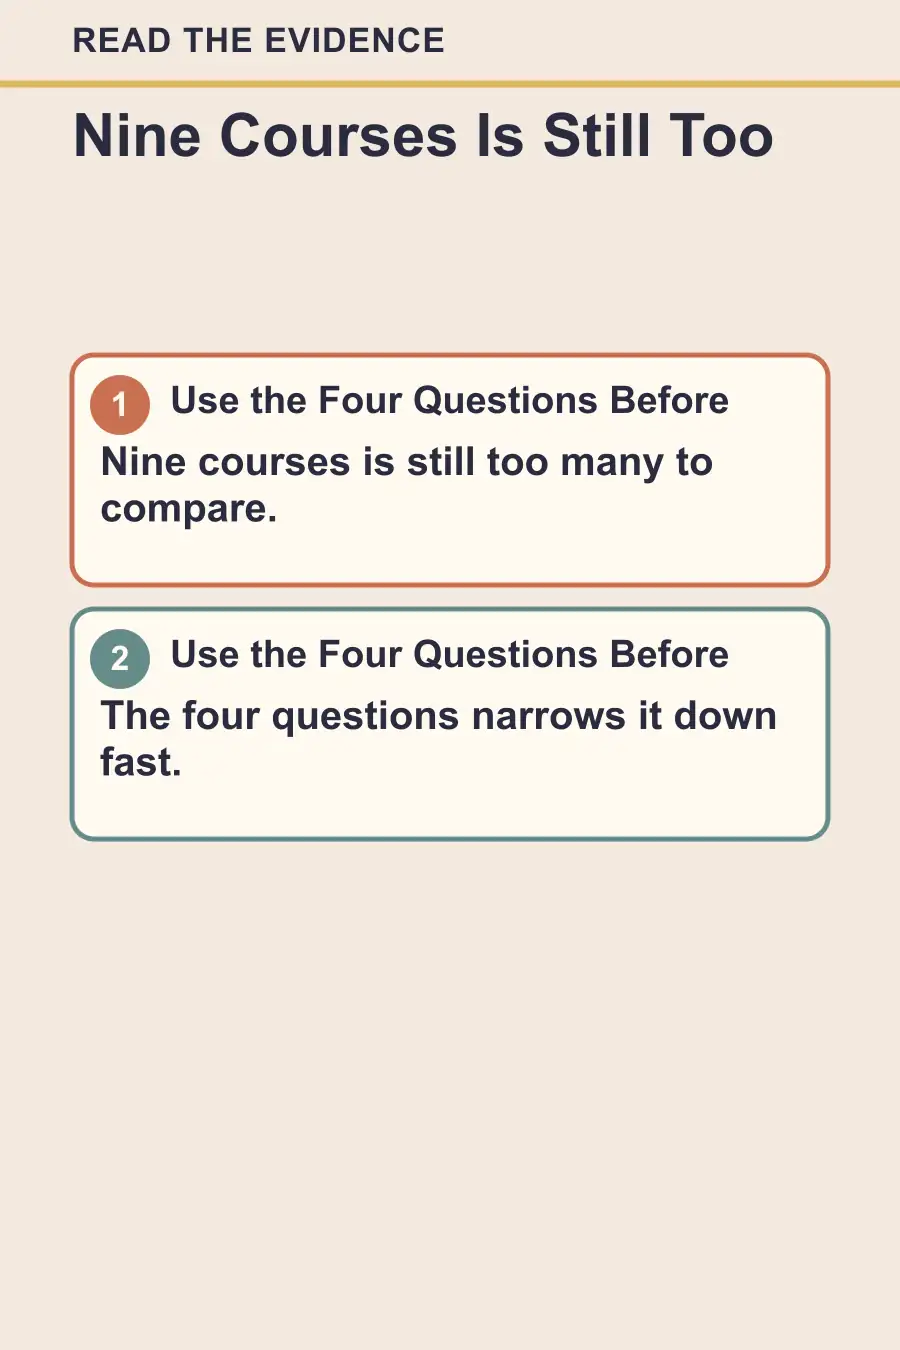 READ THE EVIDENCE
Nine Courses Is Still Too
1 Use the Four Questions Before
Nine courses is still too many to
compare.
2 Use the Four Questions Before
The four questions narrows it down
fast.